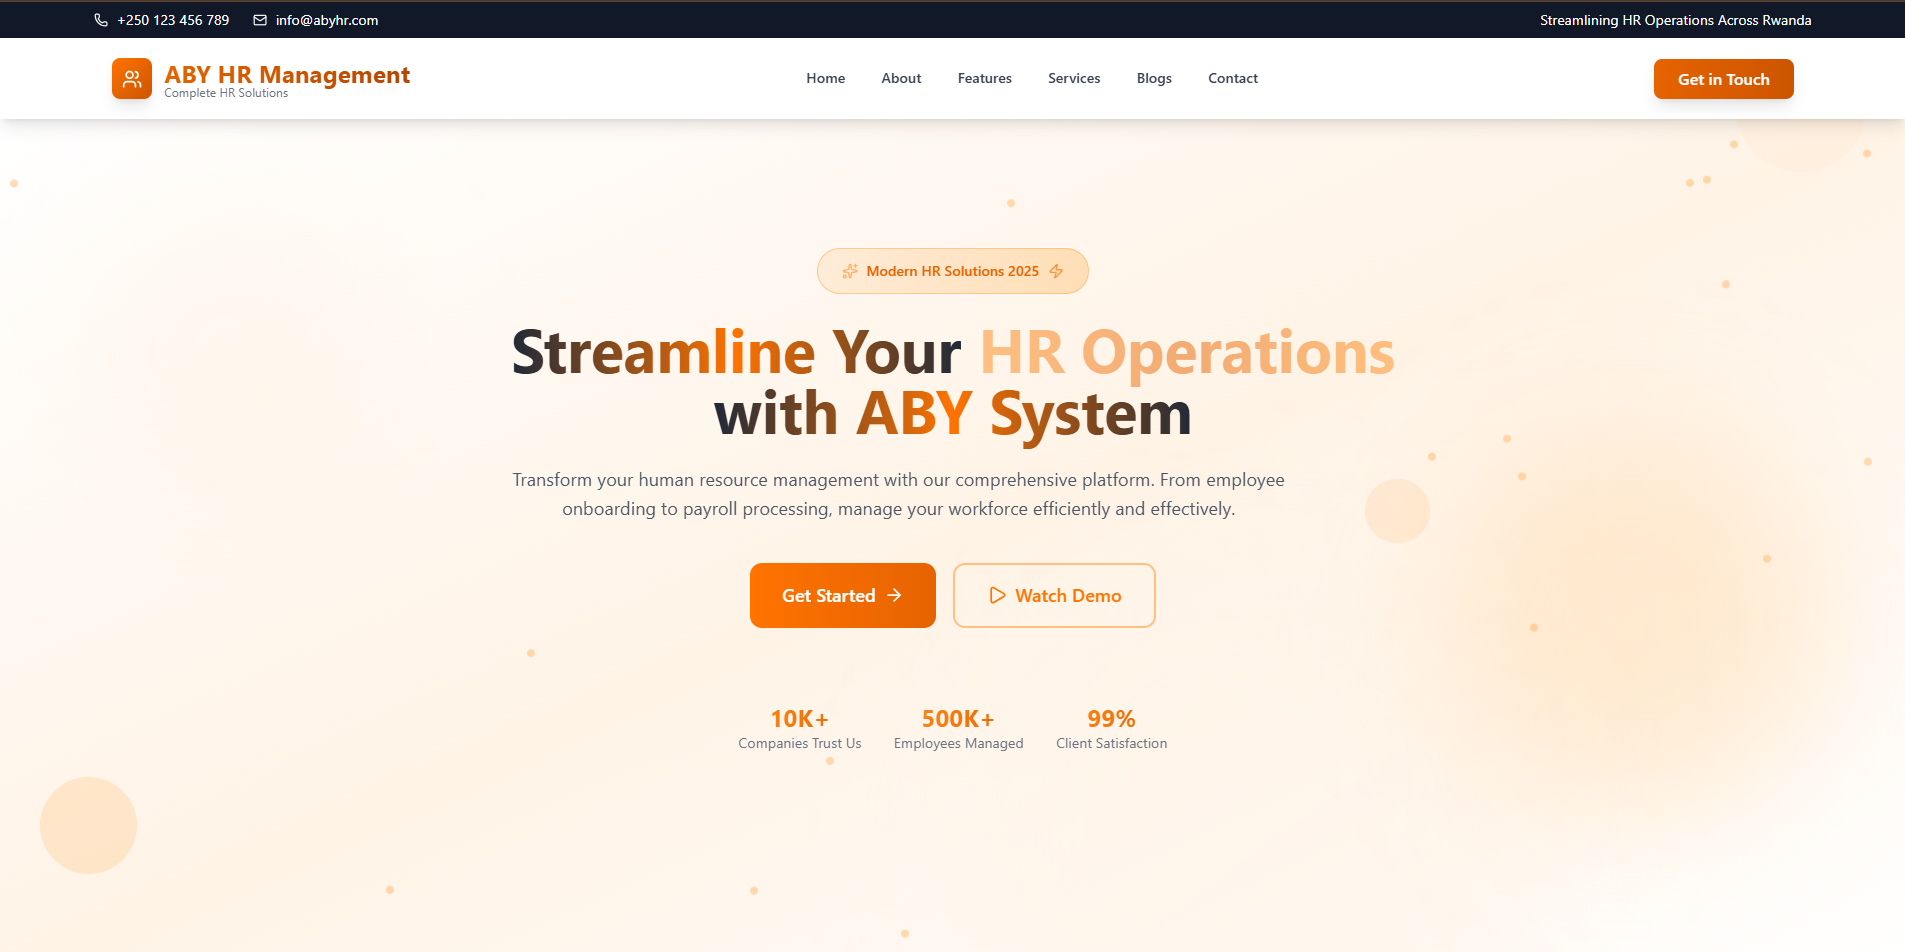 +250 123 456 789 info@abyhr.com Streamlining HR Operations Across Rwanda
ABY HR Management
Complete HR Solutions
Home About Features Services Blogs Contact
Get in Touch
Modern HR Solutions 2025
Streamline Your HR Operations
with ABY System
Transform your human resource management with our comprehensive platform. From employee
onboarding to payroll processing, manage your workforce efficiently and effectively.
Get Started Watch Demo
10K+ 500K+ 99%
Companies Trust Us Employees Managed Client Satisfaction